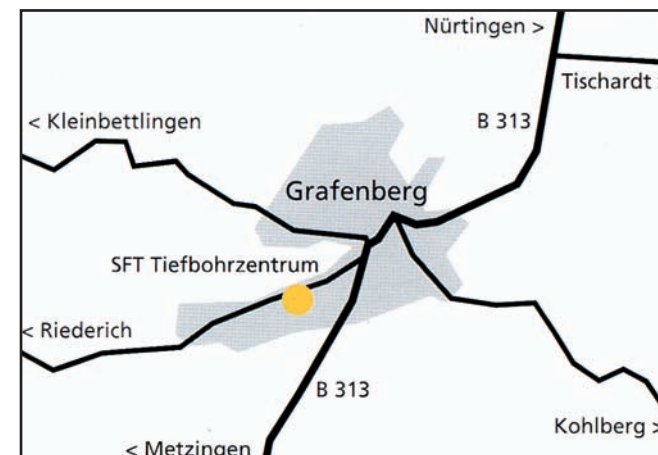 Nürtingen >
Tischardt >
< Kleinbettlingen
B 313
Grafenberg
SFT Tiefbohrzentrum
< Riederich
B 313
Kohlberg >
< Metzingen